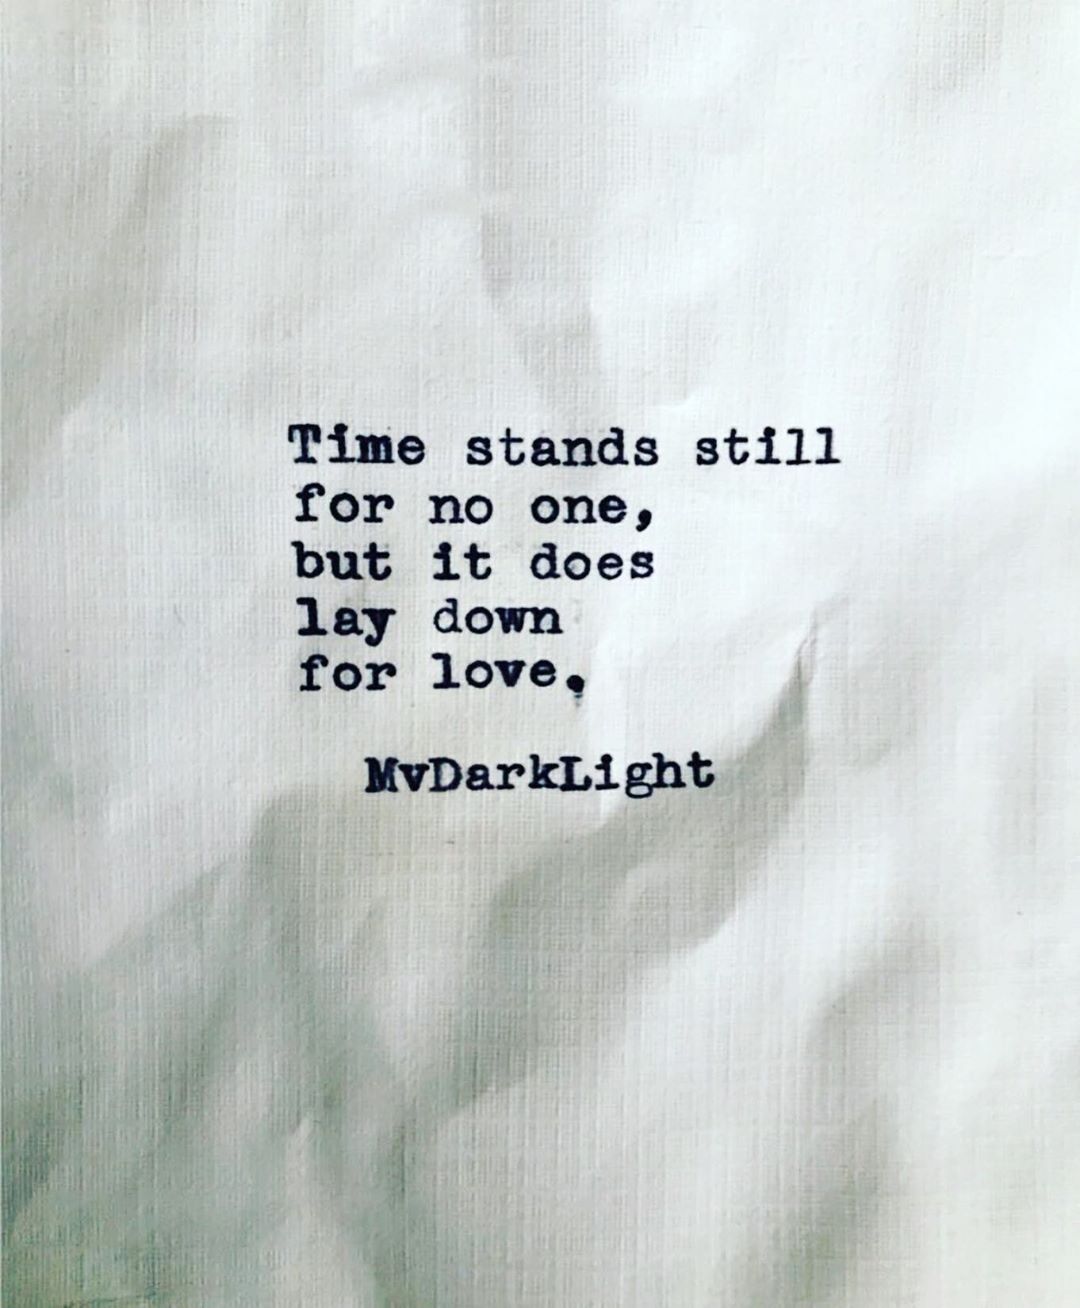 Time stands still
for no one,
but it does
lay down
for love.
MvDarkLight